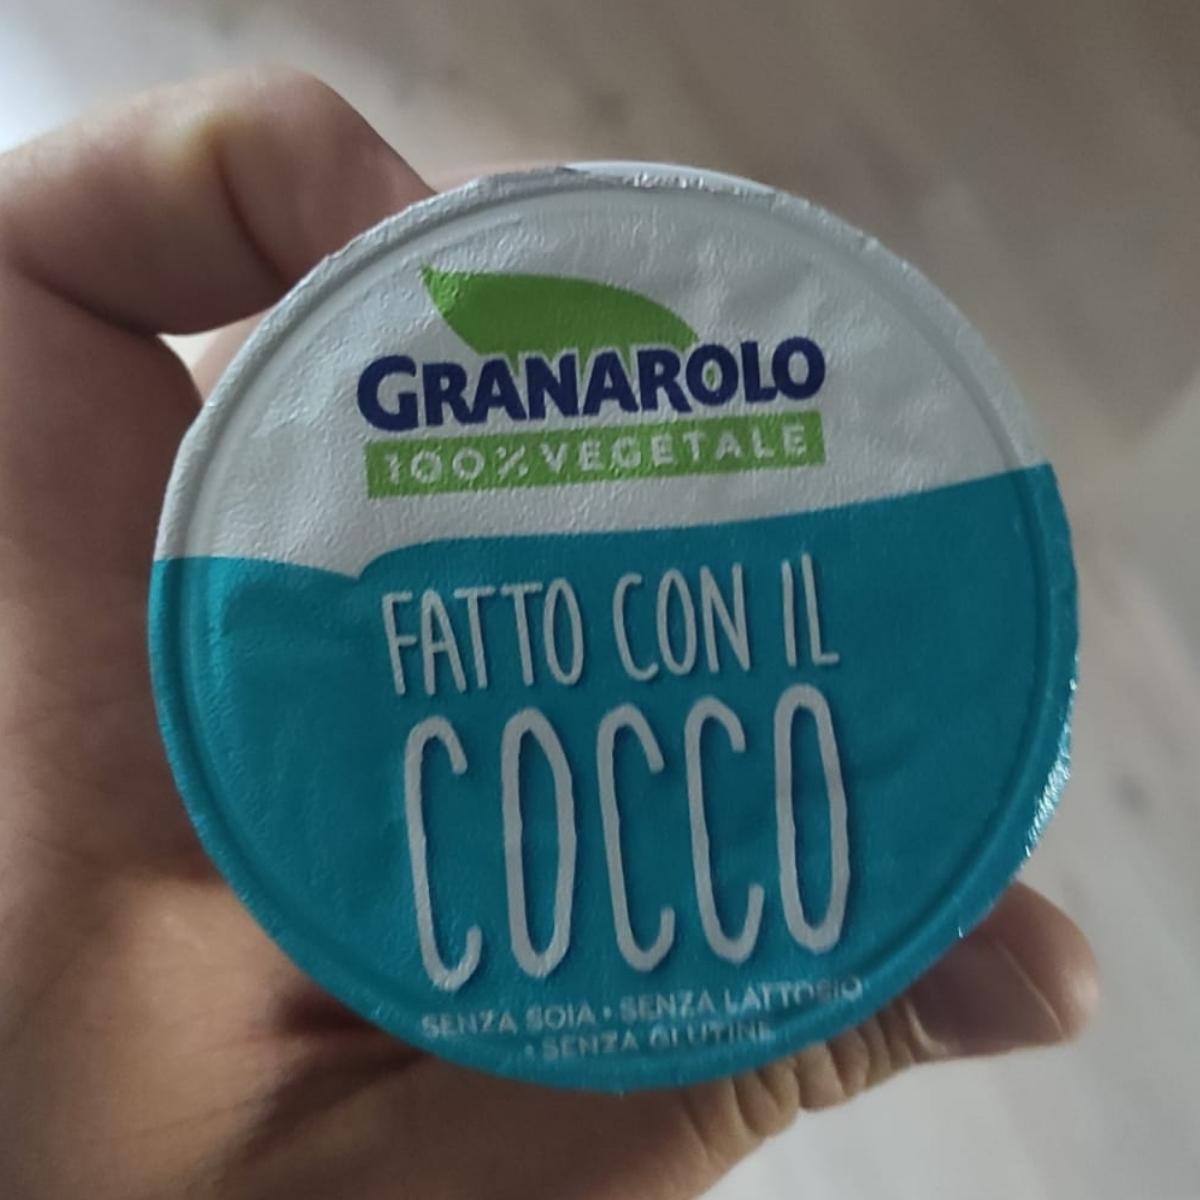 GRANAROLO
100% VEGETALE
FATTO CON IL
COCCO
SENZA SOIA • SENZA LATTOSIO
• SENZA GLUTINE